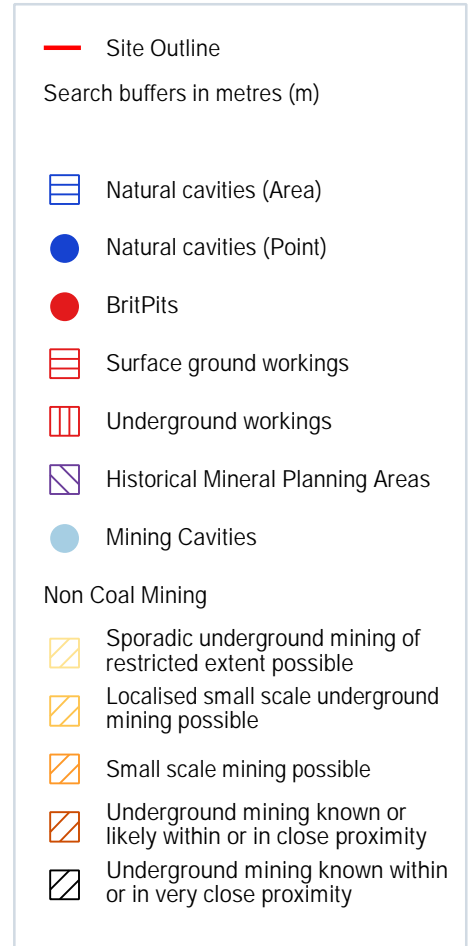 Site Outline
Search buffers in metres (m)
Natural cavities (Area)
Natural cavities (Point)
BritPits
Surface ground workings
Underground workings
Historical Mineral Planning Areas
Mining Cavities
Non Coal Mining
Sporadic underground mining of
restricted extent possible
Localised small scale underground
mining possible
Small scale mining possible
Underground mining known or
likely within or in close proximity
Underground mining known within
or in very close proximity